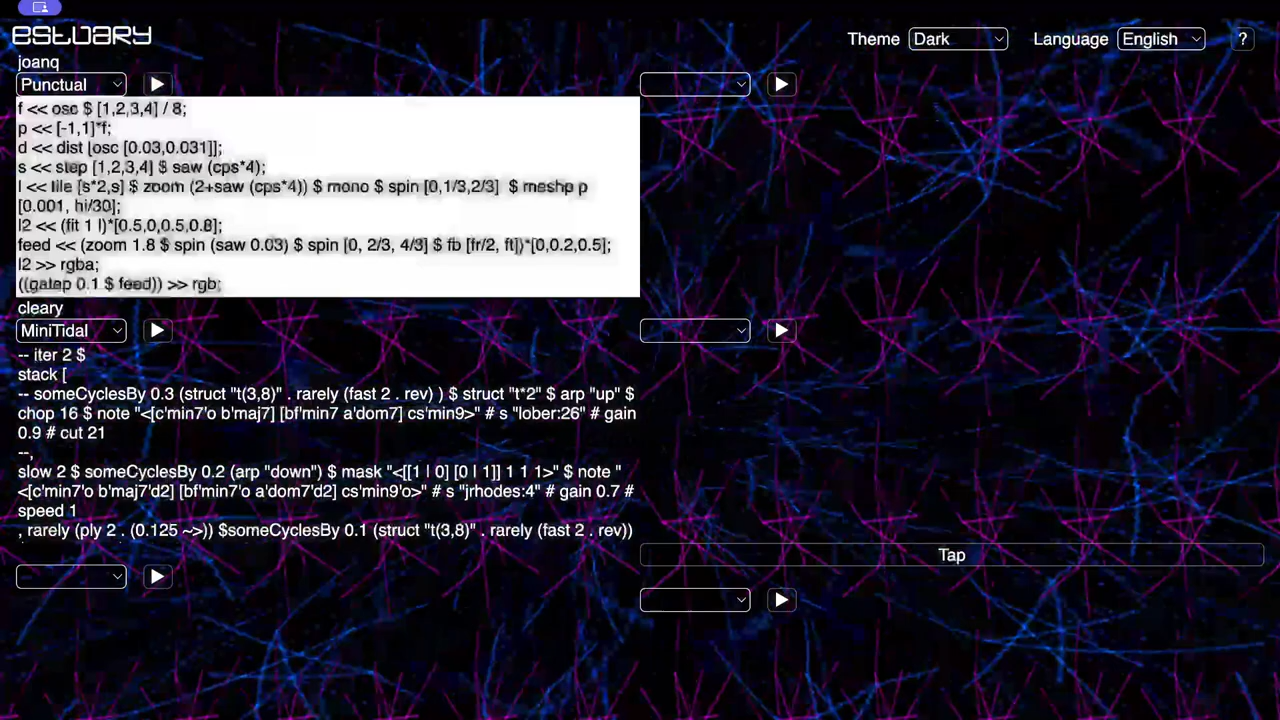 estuary
Theme Dark Language English ?
joanq
Punctual
f << osc $ [1,2,3,4] / 8;
p << [-1,1]*f;
d << dist [osc [0.03,0.031]];
s << step [1,2,3,4] $ saw (cps*4);
l << tile [s*2,s] $ zoom (2+saw (cps*4)) $ mono $ spin [0,1/3,2/3] $ meshp p
[0.001, hi/30];
l2 << (fit 1 l)*[0.5,0,0.5,0.8];
feed << (zoom 1.8 $ spin (saw 0.03) $ spin [0, 2/3, 4/3] $ fb [fr/2, ft])*[0,0.2,0.5];
l2 >> rgba;
((gatep 0.1 $ feed)) >> rgb;
cleary
MiniTidal
-- iter 2 $
stack [
-- someCyclesBy 0.3 (struct "t(3,8)" . rarely (fast 2 . rev) ) $ struct "t*2" $ arp "up" $
chop 16 $ note "<[c'min7'o b'maj7] [bf'min7 a'dom7] cs'min9>" # s "lober:26" # gain
0.9 # cut 21
--,
slow 2 $ someCyclesBy 0.2 (arp "down") $ mask "<[[1 | 0] [0 | 1]] 1 1 1>" $ note "
<[c'min7'o b'maj7'd2] [bf'min7'o a'dom7'd2] cs'min9'o>" # s "jrhodes:4" # gain 0.7 #
speed 1
, rarely (ply 2 . (0.125 ~>)) $someCyclesBy 0.1 (struct "t(3,8)" . rarely (fast 2 . rev))
Tap